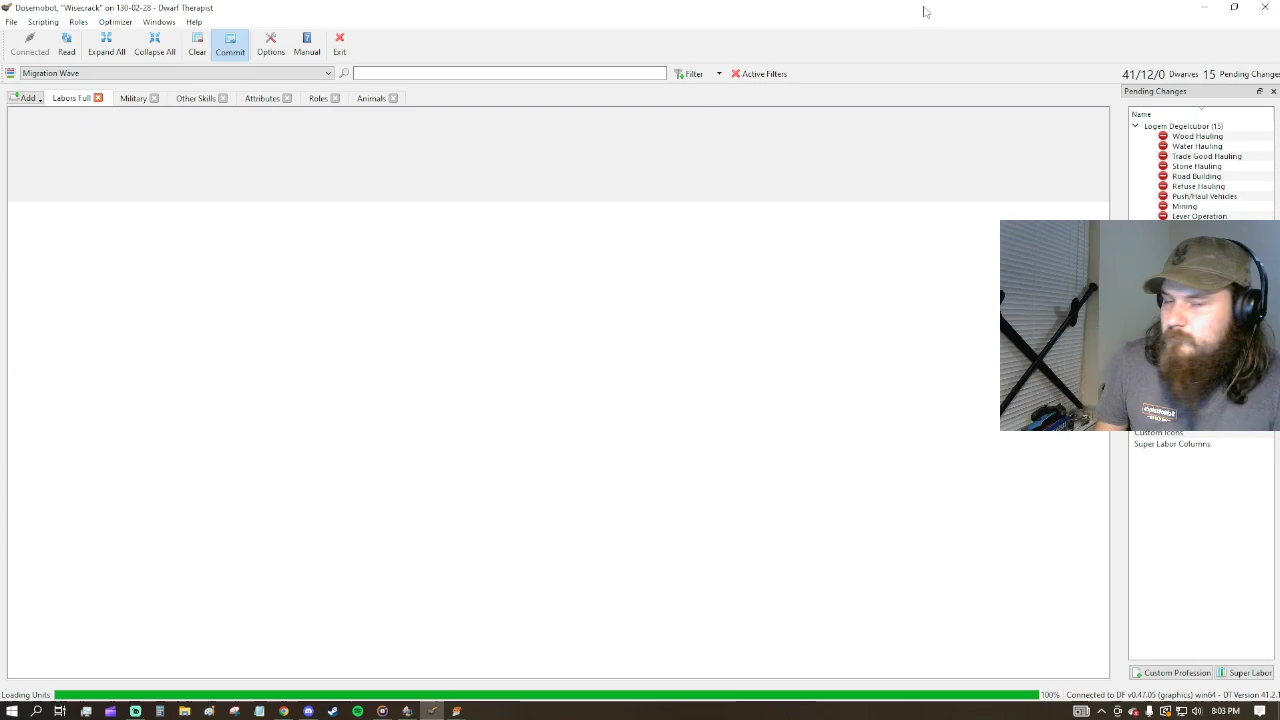 Dosemobot, "Wisecrack" on 130-02-28 - Dwarf Therapist
File Scripting Roles Optimizer Windows Help
Connected Read Expand All Collapse All Clear Commit Options Manual Exit
Migration Wave Filter Active Filters 41/12/0 Dwarves 15 Pending Changes
Pending Changes
Add Labors Full Military Other Skills Attributes Roles Animals
Name
Logem Degelcubor (15)
Wood Hauling
Water Hauling
Trade Good Hauling
Stone Hauling
Road Building
Refuse Hauling
Push/Haul Vehicles
Mining
Lever Operation
Custom Icons
Super Labor Columns
Custom Profession Super Labor
Loading Units 100% Connected to DF v0.47.05 (graphics) win64 - DT Version 41.2.1
8:03 PM